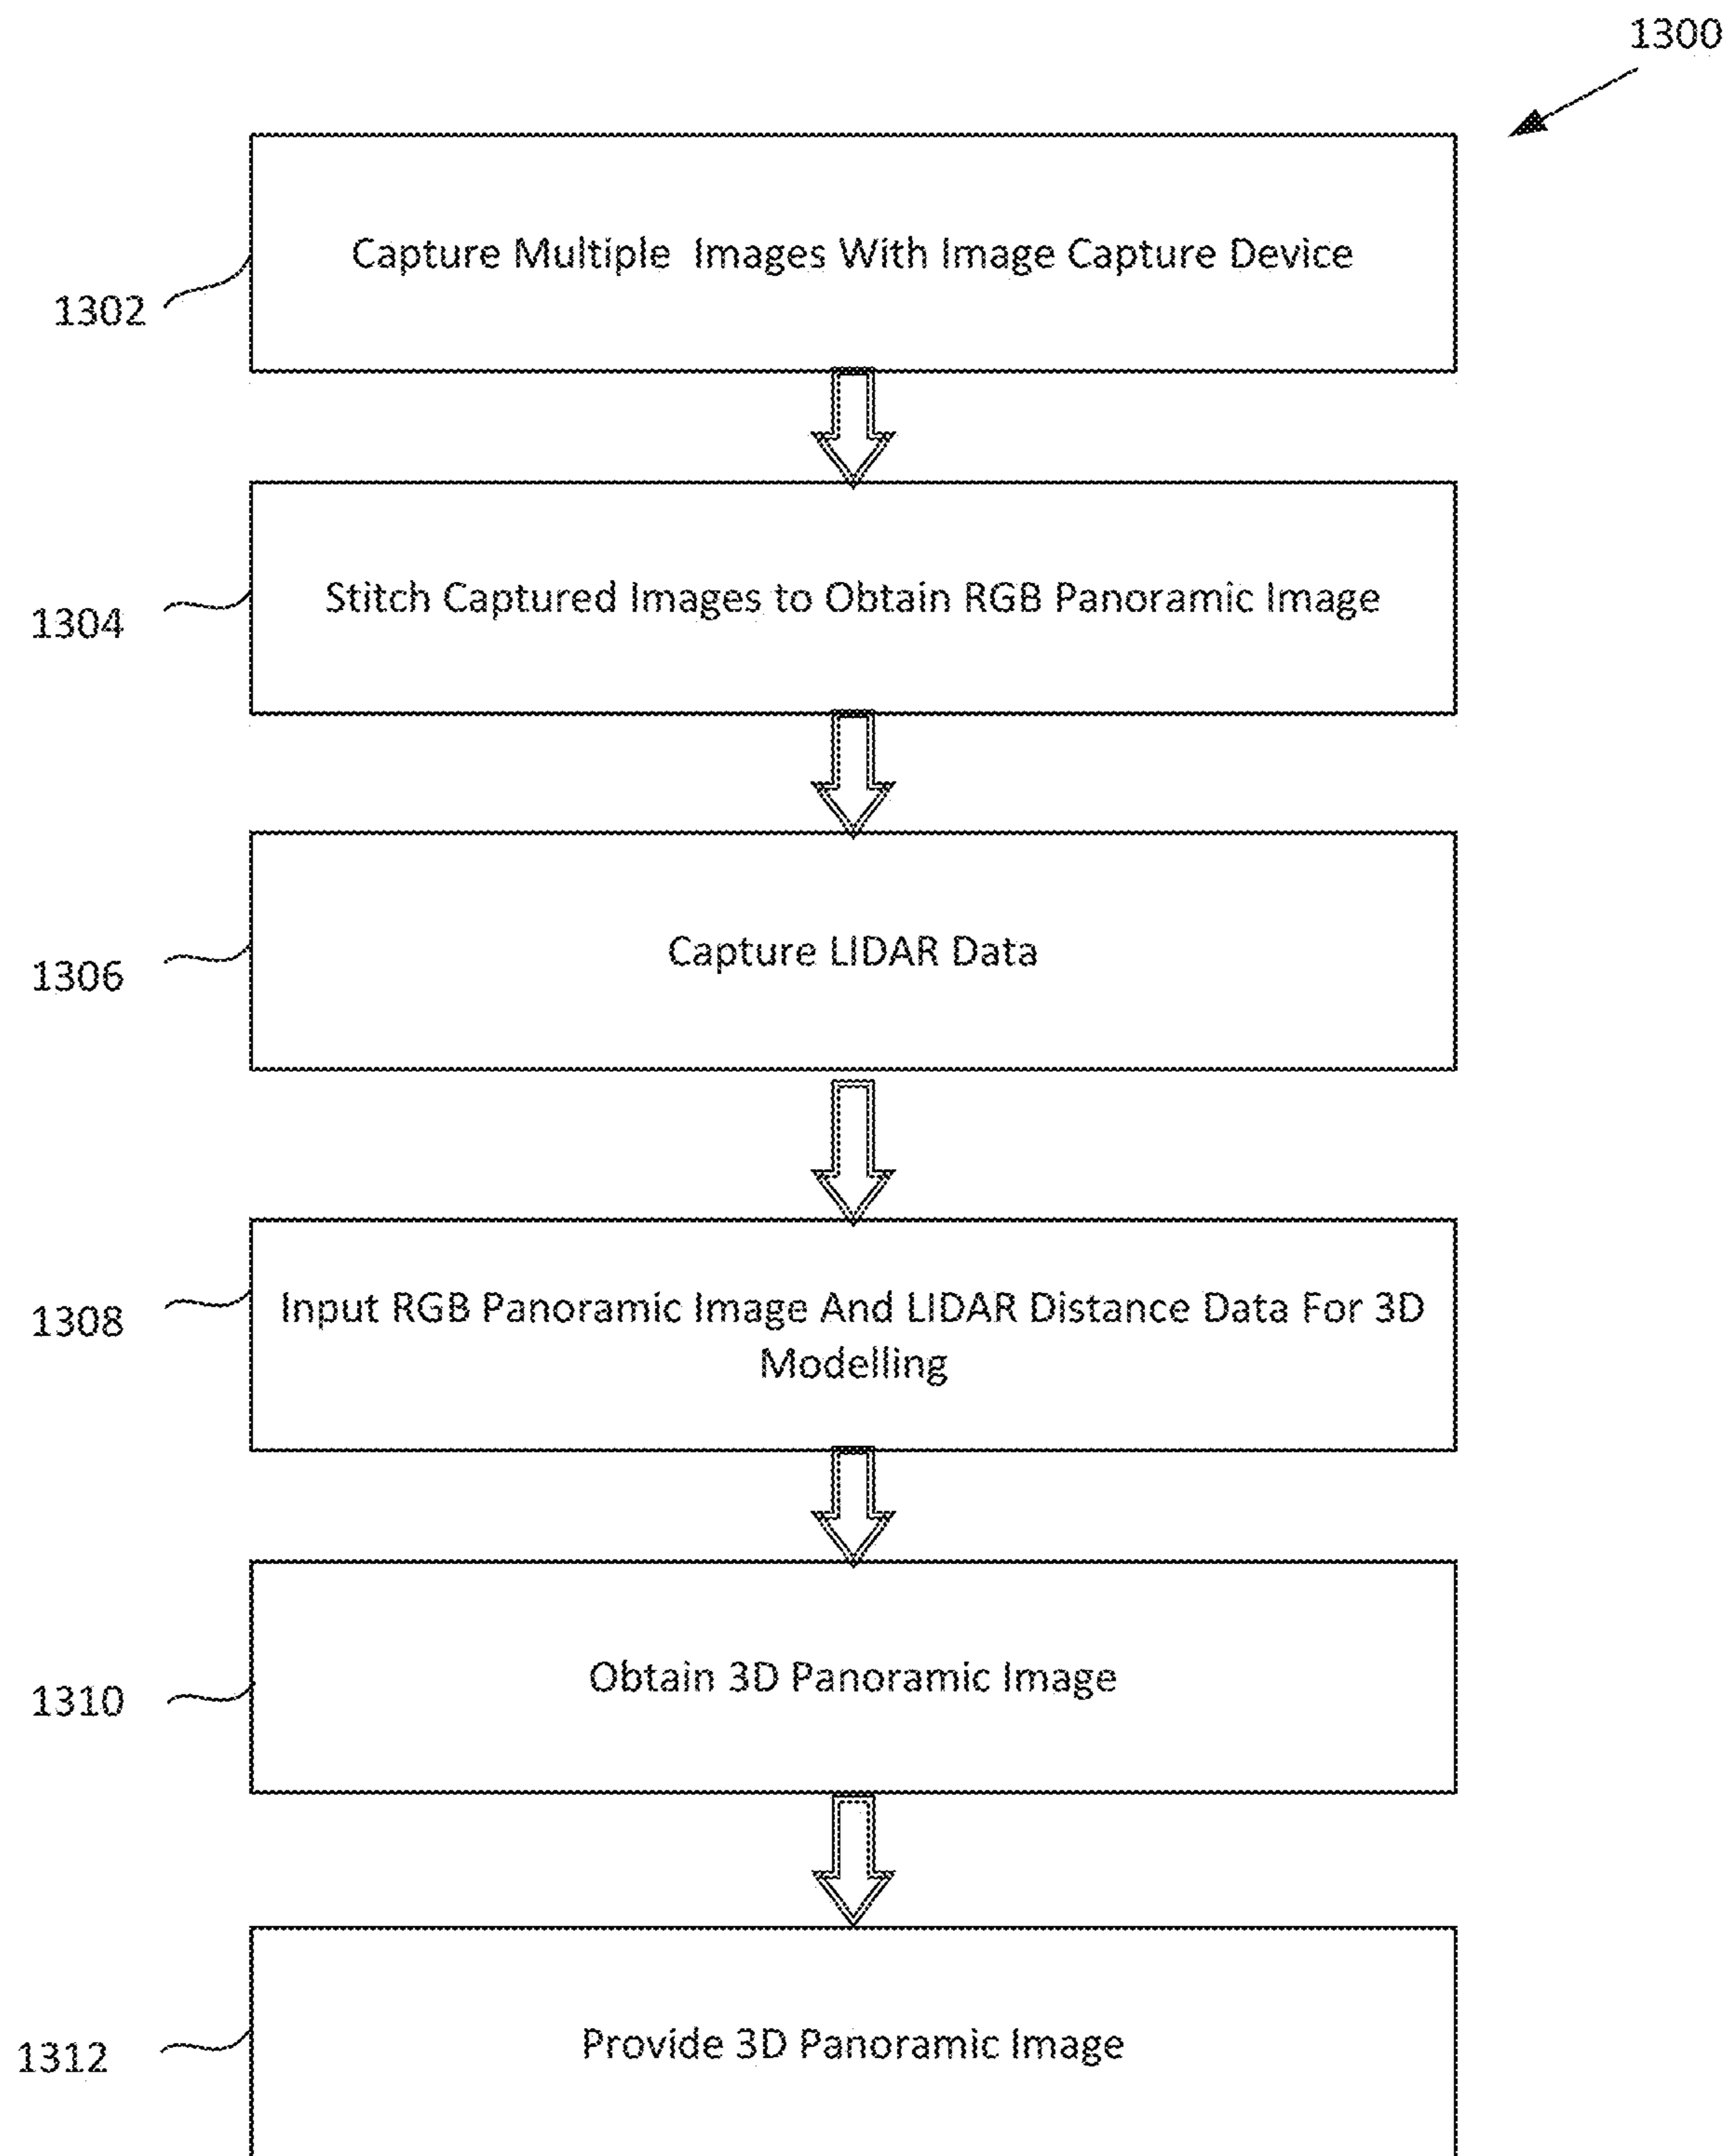 1300
Capture Multiple Images With Image Capture Device
1302
Stitch Captured Images to Obtain RGB Panoramic Image
1304
Capture LIDAR Data
1306
Input RGB Panoramic Image And LIDAR Distance Data For 3D
Modelling
1308
Obtain 3D Panoramic Image
1310
Provide 3D Panoramic Image
1312